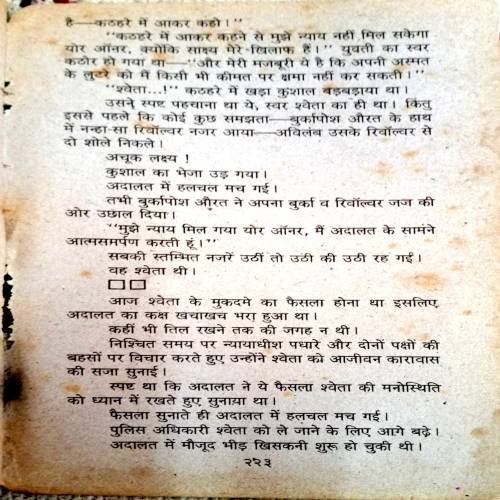 है—कठहरे में आकर कहो।"
"कठहरे में आकर कहने से मुझे न्याय नहीं मिल सकेगा
योर ऑनर, क्योंकि साक्ष्य मेरे खिलाफ हैं।" युवती का स्वर
कठोर हो गया था—"और मेरी मजबूरी ये है कि अपनी अस्मत
के लुटेरे को मैं किसी भी कीमत पर क्षमा नहीं कर सकती।"
"श्वेता...!" कठहरे में खड़ा कुशाल बड़बड़ाया था।
उसने स्पष्ट पहचाना था ये, स्वर श्वेता का ही था। किंतु
इससे पहले कि कोई कुछ समझता—बुर्कापोश औरत के हाथ
में नन्हा-सा रिवॉल्वर नजर आया—अविलंब उसके रिवॉल्वर से
दो शोले निकले।
अचूक लक्ष्य !
कुशाल का भेजा उड़ गया।
अदालत में हलचल मच गई।
तभी बुर्कापोश औरत ने अपना बुर्का व रिवॉल्वर जज की
ओर उछाल दिया।
"मुझे न्याय मिल गया योर ऑनर, मैं अदालत के सामने
आत्मसमर्पण करती हूं।"
सबकी स्तम्भित नजरें उठीं तो उठी की उठी रह गईं।
वह श्वेता थी।
□□
आज श्वेता के मुकदमे का फैसला होना था इसलिए
अदालत का कक्ष खचाखच भरा हुआ था।
कहीं भी तिल रखने तक की जगह न थी।
निश्चित समय पर न्यायाधीश पधारे और दोनों पक्षों की
बहसों पर विचार करते हुए उन्होंने श्वेता को आजीवन कारावास
की सजा सुनाई।
स्पष्ट था कि अदालत ने ये फैसला श्वेता की मनोस्थिति
को ध्यान में रखते हुए सुनाया था।
फैसला सुनाते ही अदालत में हलचल मच गई।
पुलिस अधिकारी श्वेता को ले जाने के लिए आगे बढ़े।
अदालत में मौजूद भीड़ खिसकनी शुरू हो चुकी थी।
२२३